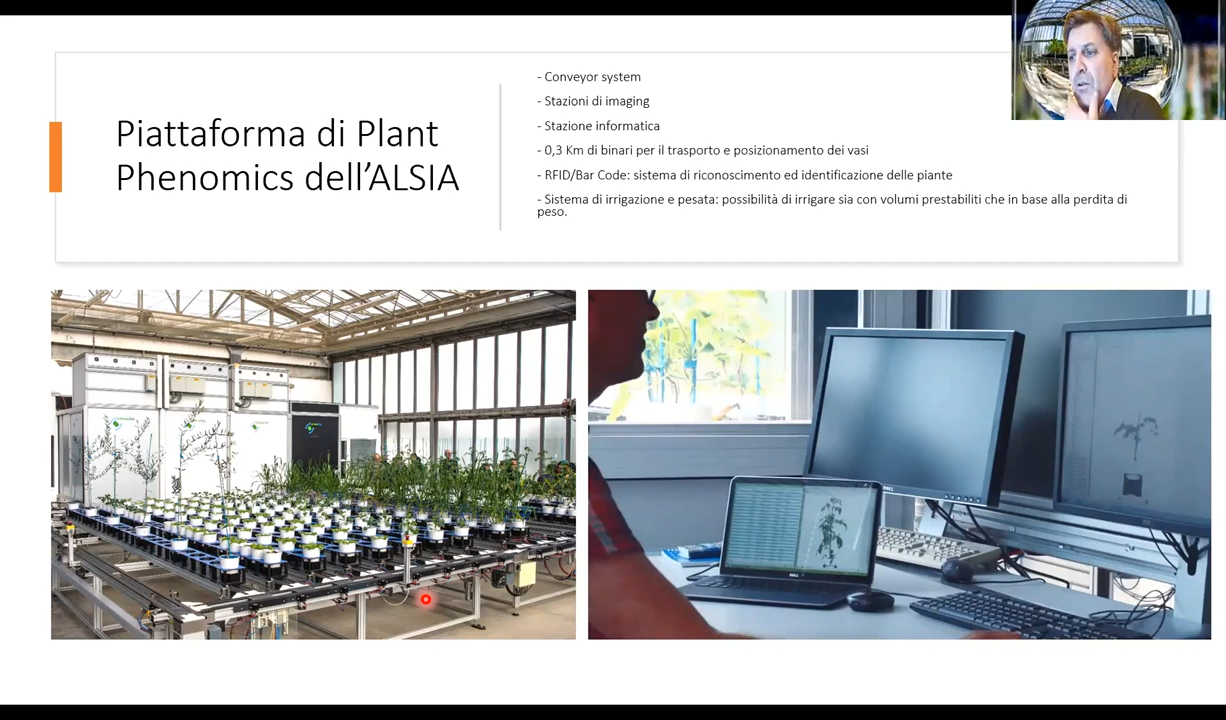 Piattaforma di Plant
Phenomics dell'ALSIA
- Conveyor system
- Stazioni di imaging
- Stazione informatica
- 0,3 Km di binari per il trasporto e posizionamento dei vasi
- RFID/Bar Code: sistema di riconoscimento ed identificazione delle piante
- Sistema di irrigazione e pesata: possibilità di irrigare sia con volumi prestabiliti che in base alla perdita di
peso.
DELL
DELL